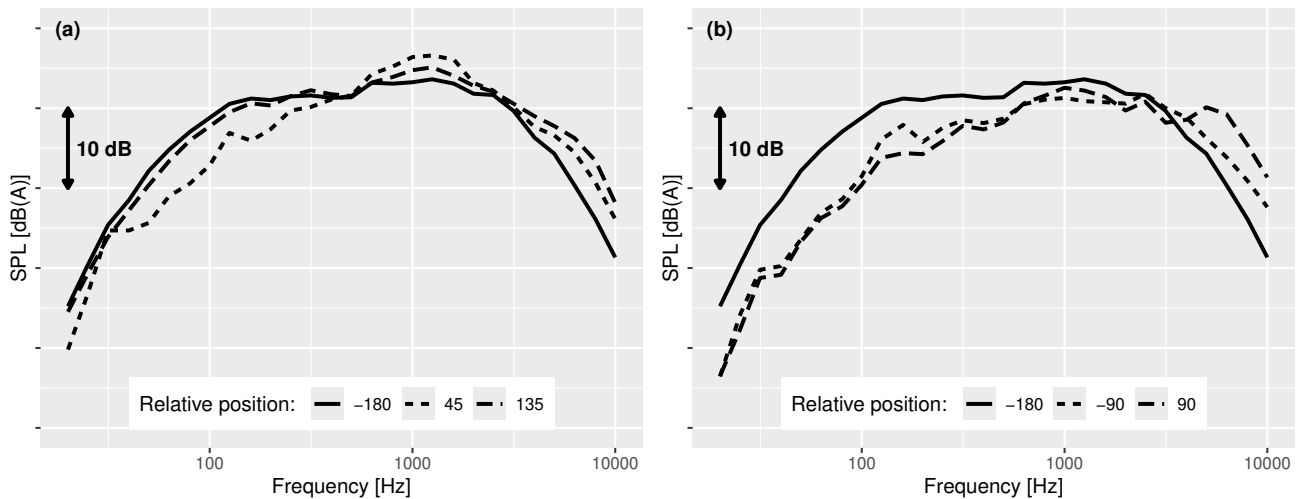 (a)
10 dB
SPL [dB(A)]
Relative position: −180 45 135
100 1000 10000
Frequency [Hz]
(b)
10 dB
SPL [dB(A)]
Relative position: −180 −90 90
100 1000 10000
Frequency [Hz]